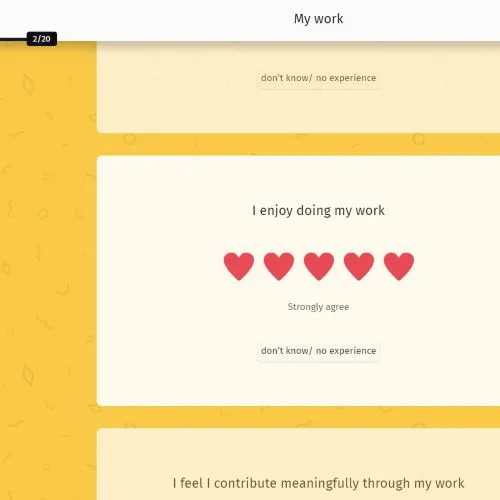 My work
2/20
don't know/ no experience
I enjoy doing my work
Strongly agree
don't know/ no experience
I feel I contribute meaningfully through my work